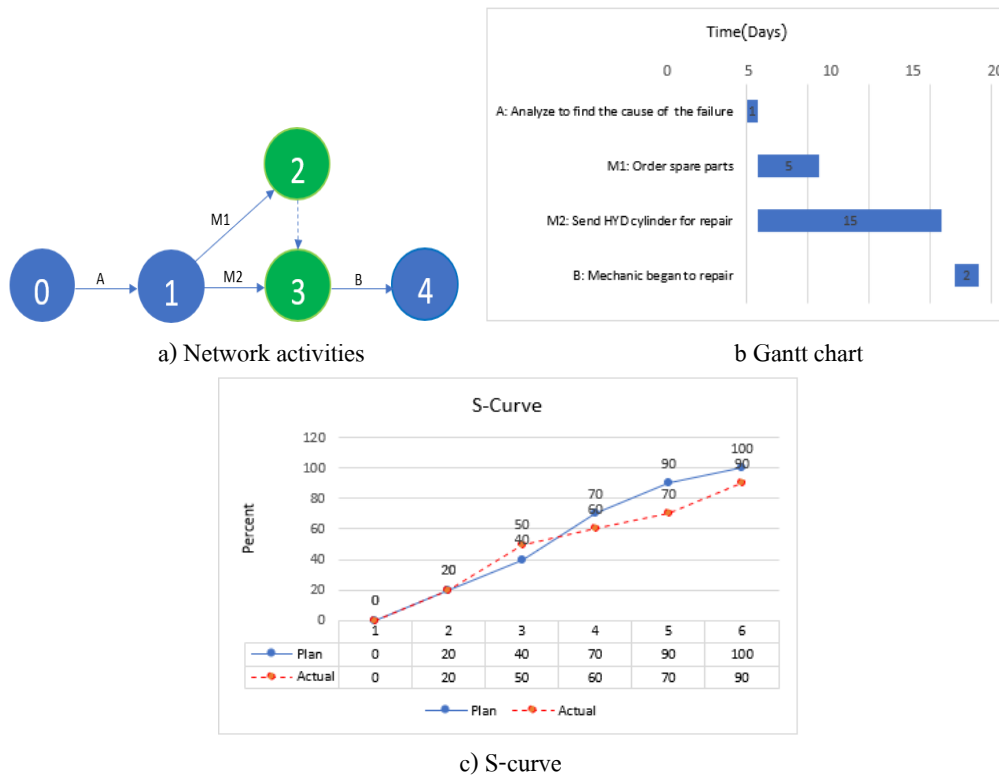 2
M1
0
A
1
M2
3
B
4
a) Network activities
Time(Days)
0 5 10 15 20
A: Analyze to find the cause of the failure
1
M1: Order spare parts
5
M2: Send HYD cylinder for repair
15
B: Mechanic began to repair
2
b Gantt chart
S-Curve
Percent
120
100
80
60
40
20
0
0
20
50
40
70
60
90
70
100
90
1 2 3 4 5 6
Plan 0 20 40 70 90 100
Actual 0 20 50 60 70 90
Plan Actual
c) S-curve